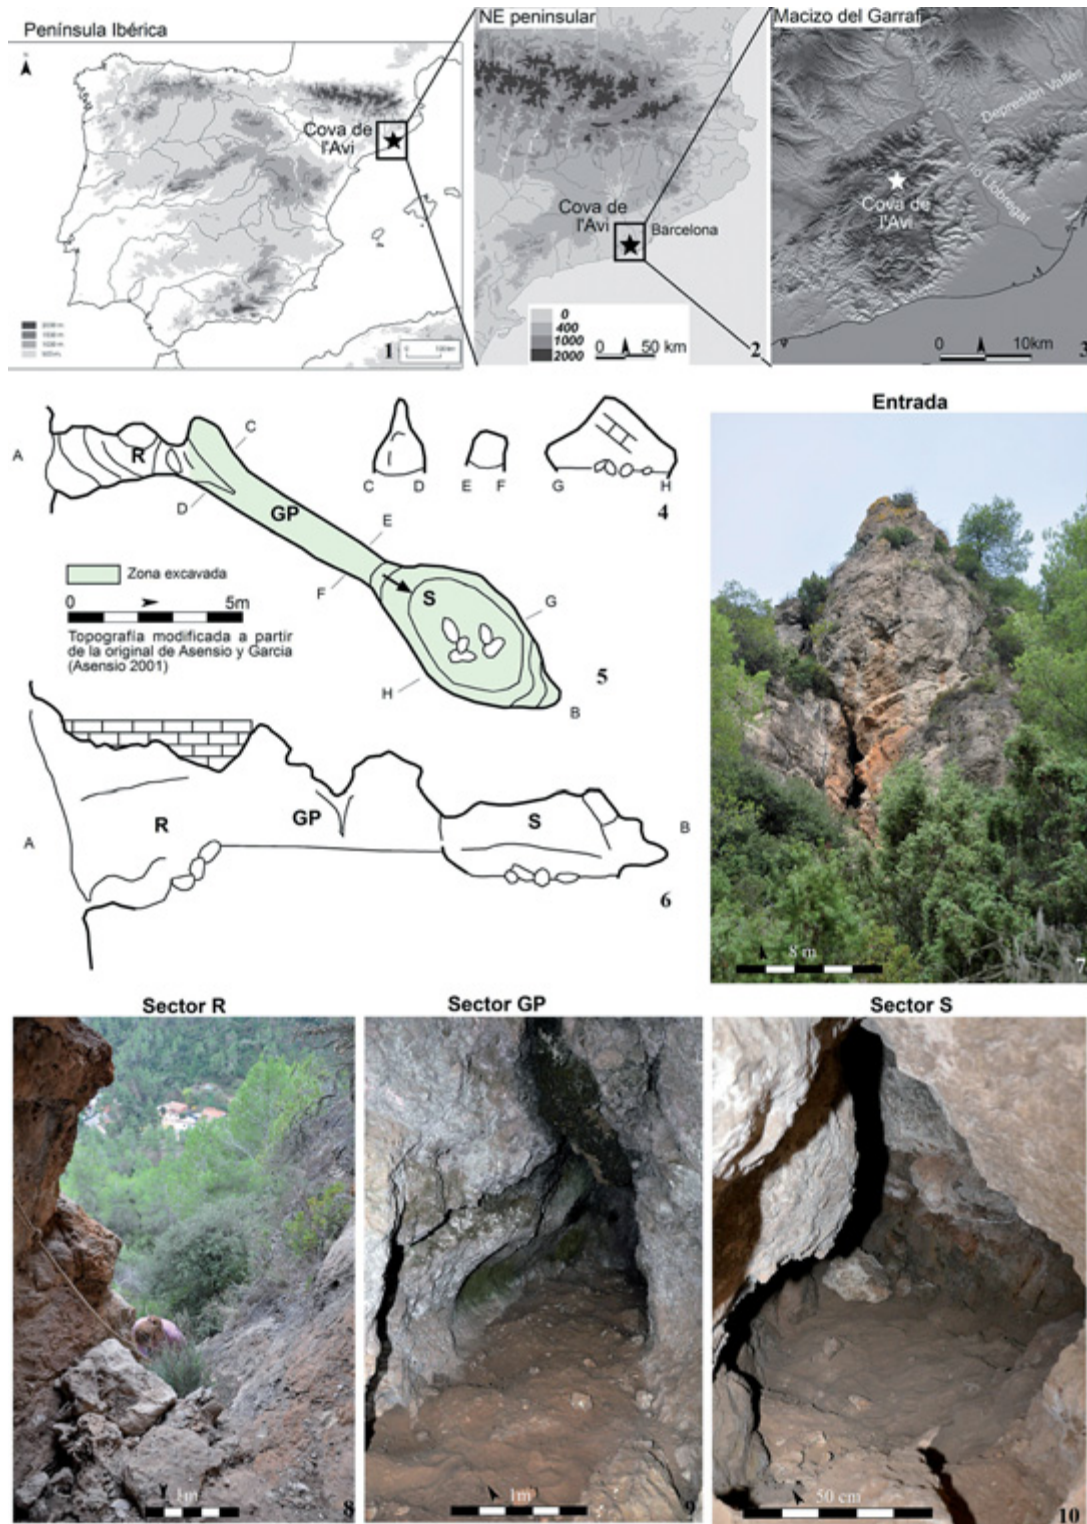 Península Ibérica
N
Cova de
l'Avi
1
0
NE peninsular
Cova de
l'Avi
Barcelona
0
400
1000
2000
0 50 km
2
Macizo del Garraf
Depresión Vallès
Río Llobregat
Cova de
l'Avi
0 10km
3
A
R
C
D
GP
E
F
S
G
H
B
C D E F G H
4
Zona excavada
0 5m
Topografía modificada a partir
de la original de Asensio y Garcia
(Asensio 2001)
5
A
R
GP
S
B
6
Entrada
8 m
7
Sector R
1m
8
Sector GP
1m
9
Sector S
50 cm
10